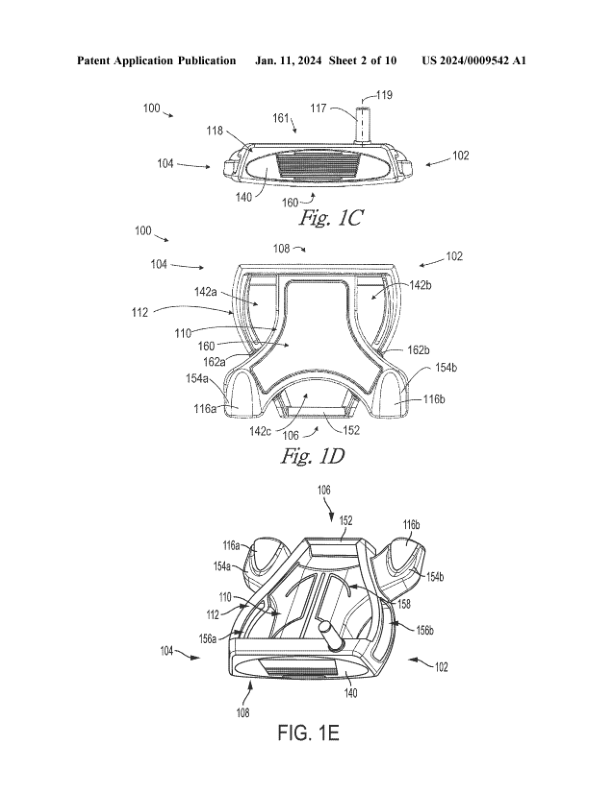 Patent Application Publication Jan. 11, 2024 Sheet 2 of 10 US 2024/0009542 A1
119
117
100
161
118
104
102
140
160
Fig. 1C
100
108
104
102
142a
142b
112
110
160
162a
162b
154a
154b
116a
116b
142c
106
152
Fig. 1D
106
152
116a
116b
154a
154b
110
112
158
156a
156b
104
102
140
108
FIG. 1E